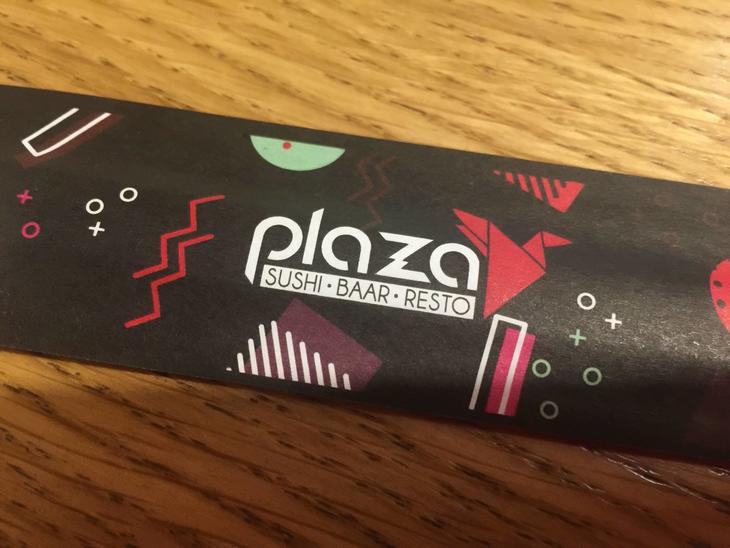 plaza
SUSHI · BAAR · RESTO